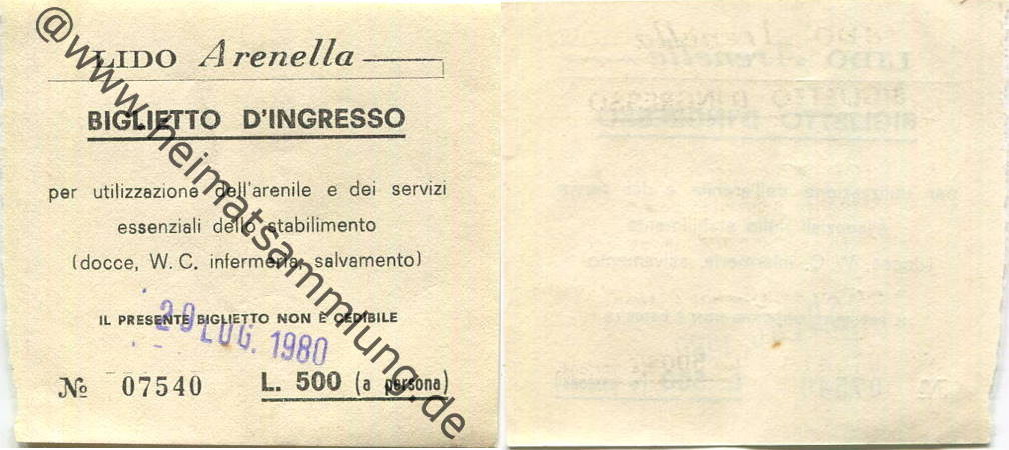 LIDO Arenella
BIGLIETTO D'INGRESSO
per utilizzazione dell'arenile e dei servizi
essenziali dello stabilimento
(docce, W. C. infermeria, salvamento)
IL PRESENTE BIGLIETTO NON È CEDIBILE
29 LUG. 1980
№ 07540 L. 500 (a persona)
@www.heimatsammlung.de